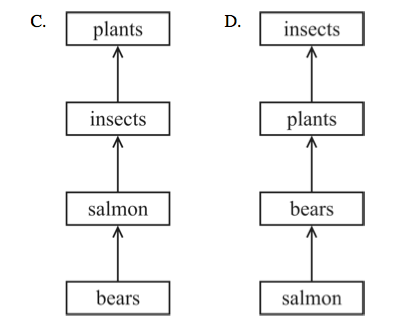 C.
plants
insects
salmon
bears
D.
insects
plants
bears
salmon